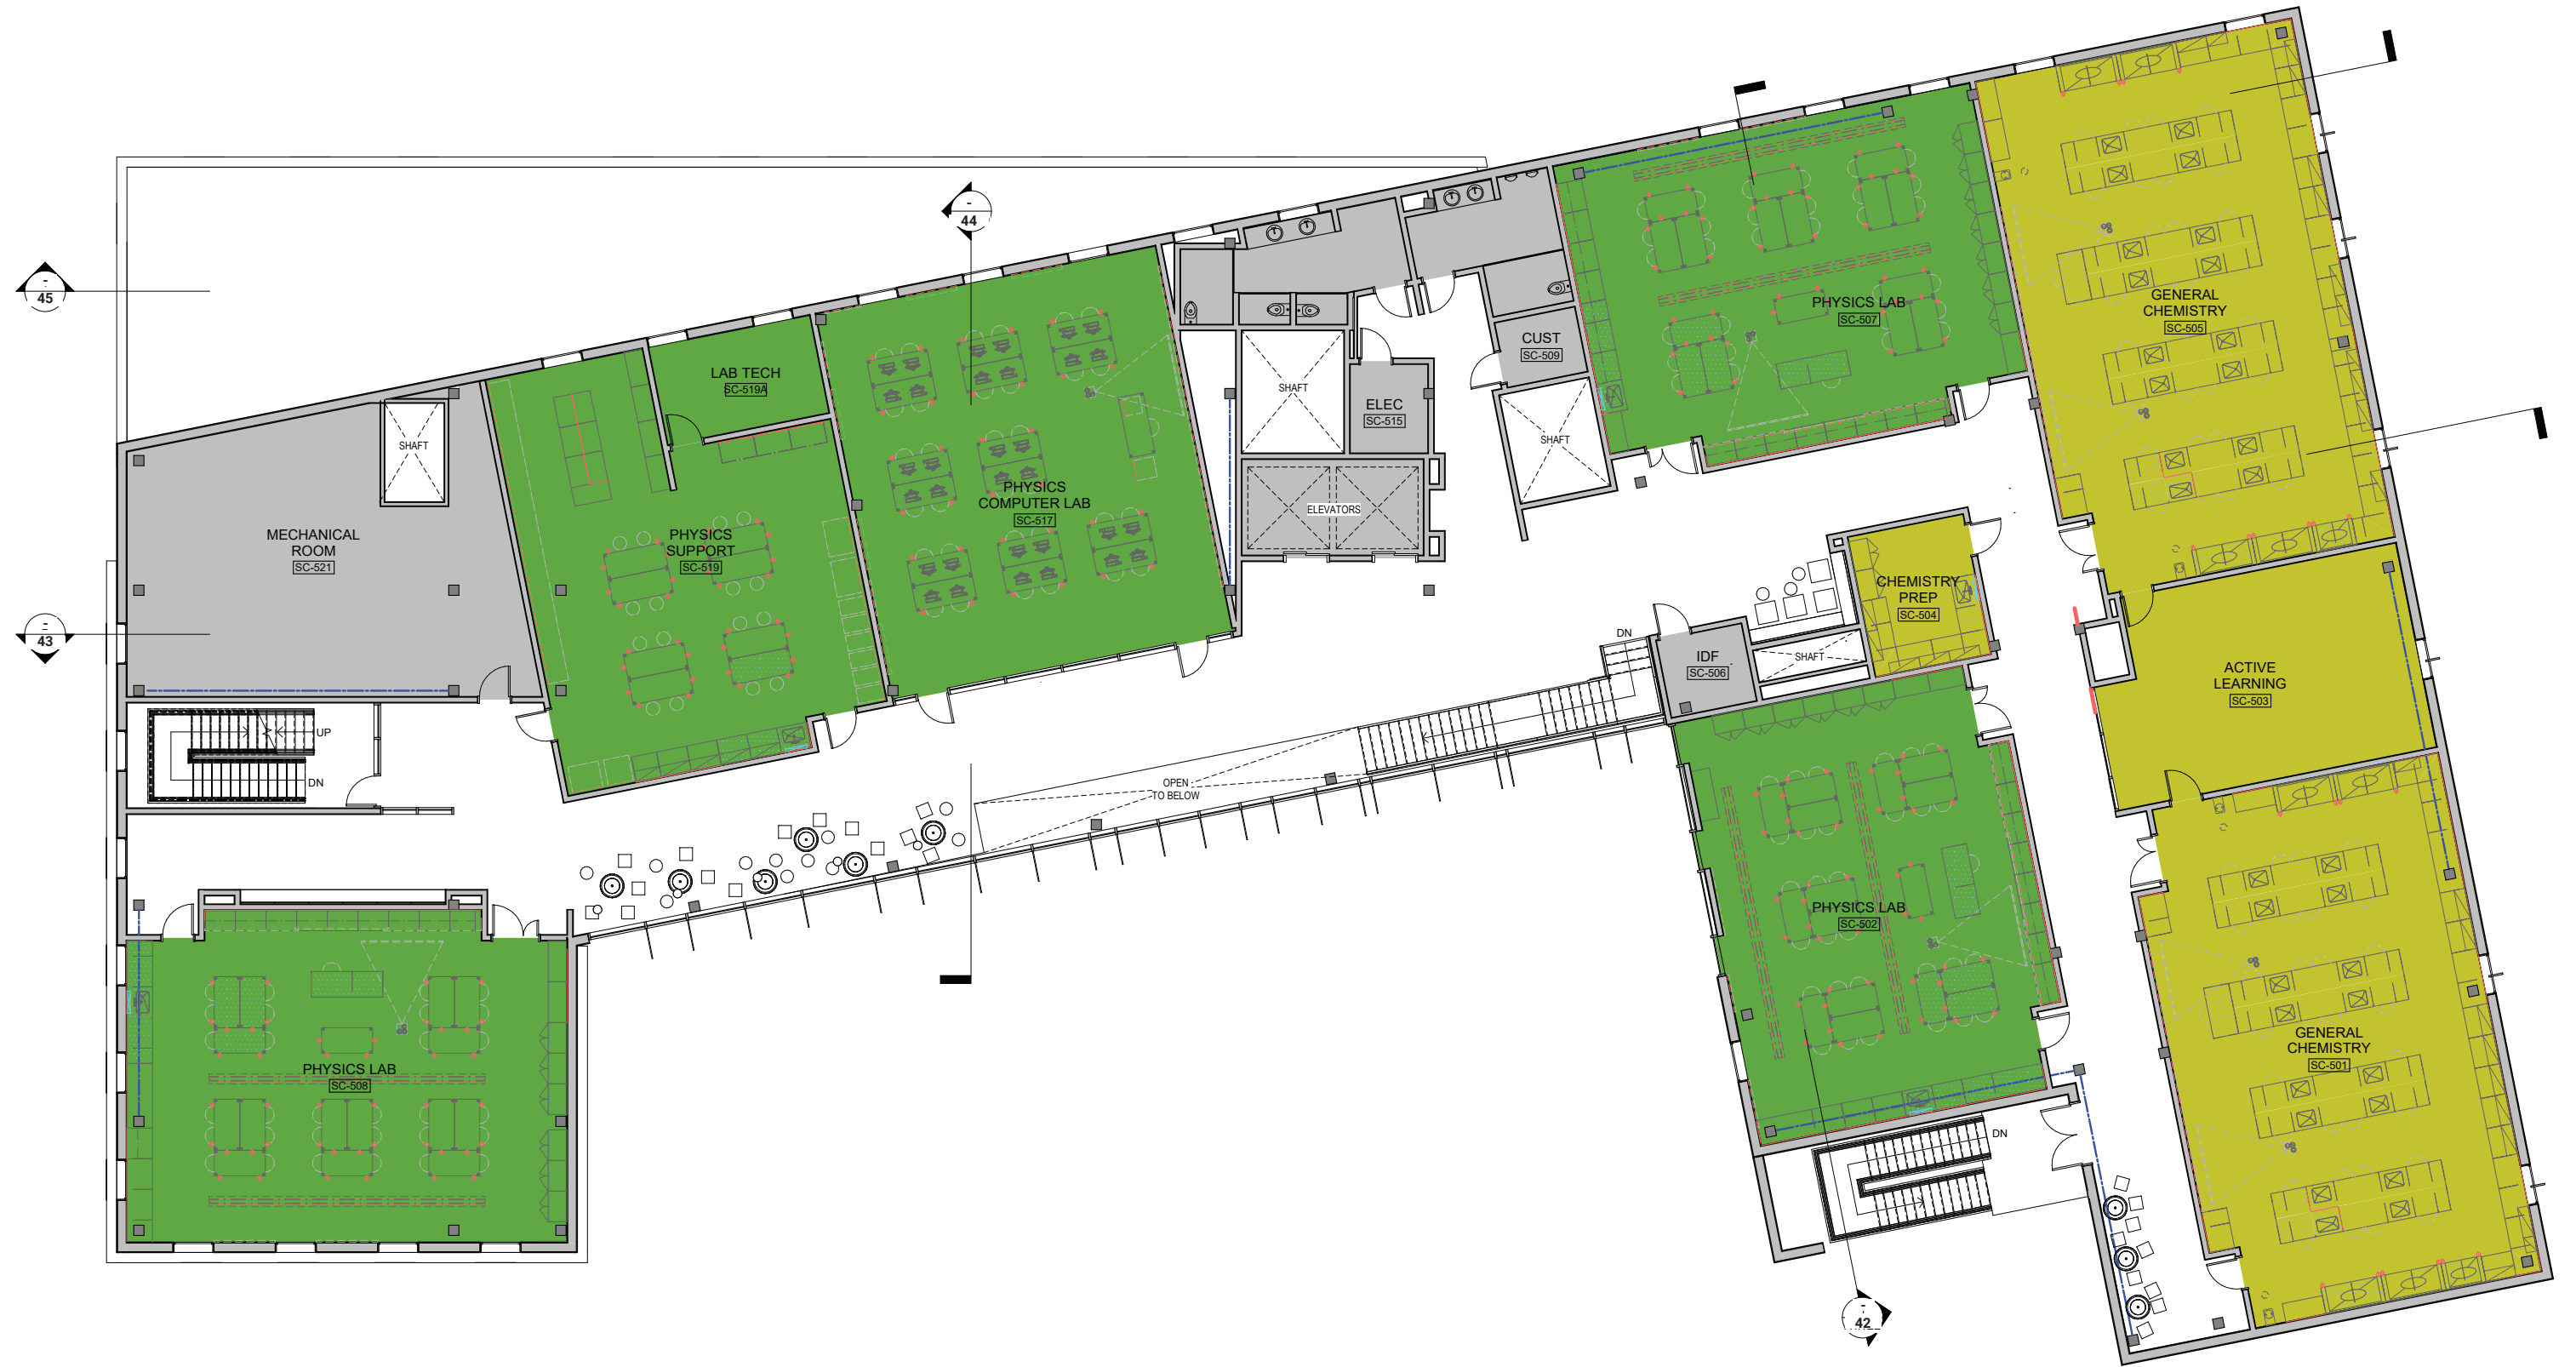 -
45
-
44
-
43
-
42
MECHANICAL
ROOM
SC-521
SHAFT
LAB TECH
SC-519A
PHYSICS
SUPPORT
SC-519
PHYSICS
COMPUTER LAB
SC-517
SHAFT
ELEC
SC-515
ELEVATORS
CUST
SC-509
SHAFT
PHYSICS LAB
SC-507
GENERAL
CHEMISTRY
SC-505
CHEMISTRY
PREP
SC-504
DN
IDF
SC-506
SHAFT
ACTIVE
LEARNING
SC-503
UP
DN
OPEN
TO BELOW
PHYSICS LAB
SC-502
PHYSICS LAB
SC-508
GENERAL
CHEMISTRY
SC-501
DN